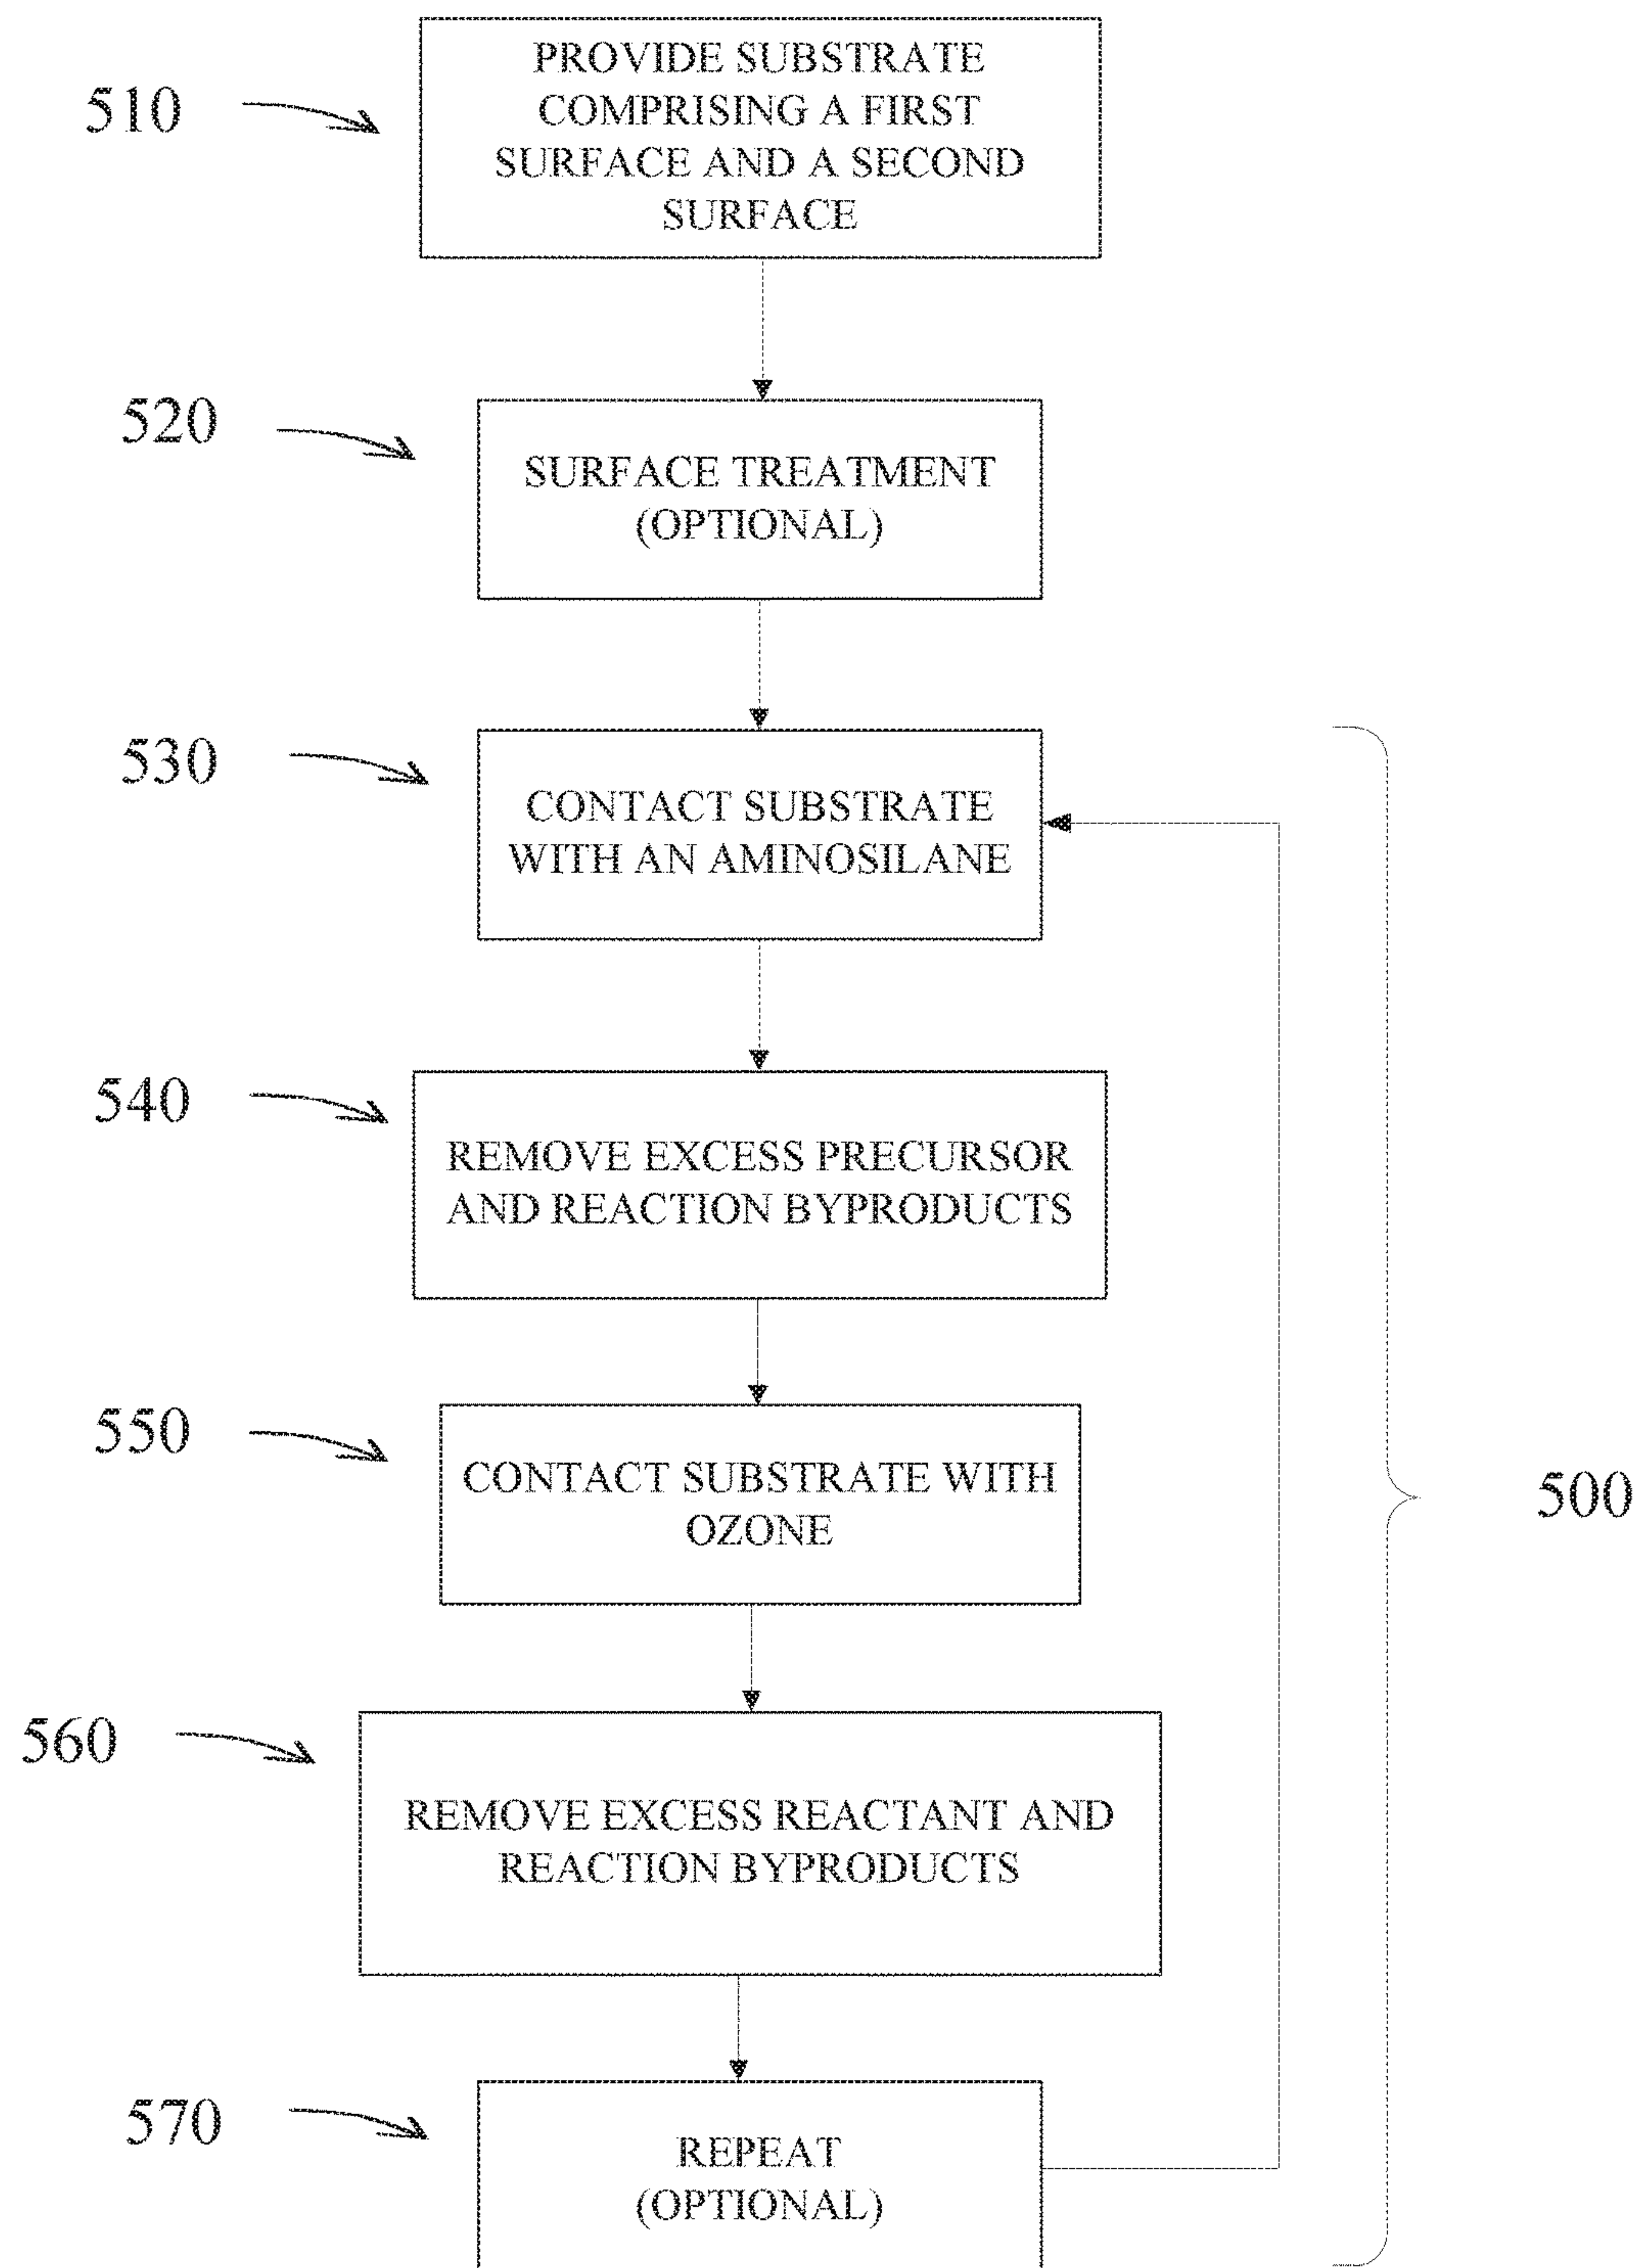 510
PROVIDE SUBSTRATE
COMPRISING A FIRST
SURFACE AND A SECOND
SURFACE
520
SURFACE TREATMENT
(OPTIONAL)
530
CONTACT SUBSTRATE
WITH AN AMINOSILANE
540
REMOVE EXCESS PRECURSOR
AND REACTION BYPRODUCTS
550
CONTACT SUBSTRATE WITH
OZONE
500
560
REMOVE EXCESS REACTANT AND
REACTION BYPRODUCTS
570
REPEAT
(OPTIONAL)